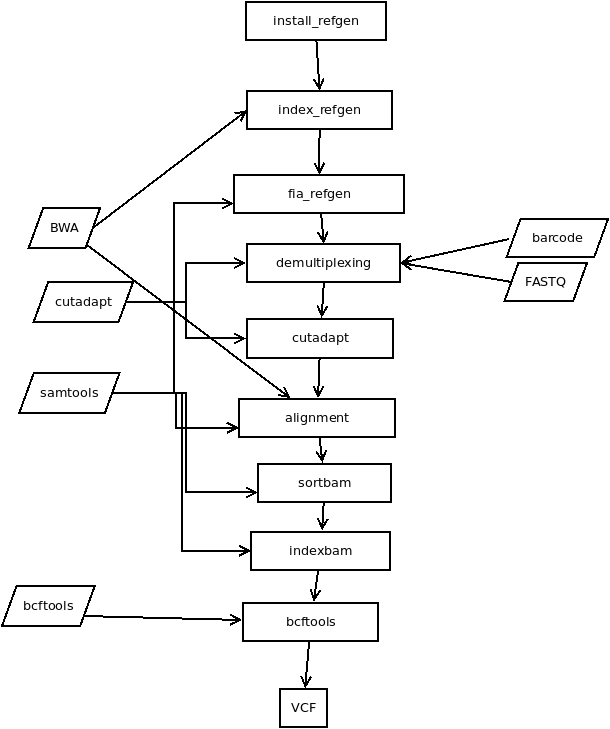 install_refgen
index_refgen
fia_refgen
BWA
barcode
demultiplexing
FASTQ
cutadapt
cutadapt
samtools
alignment
sortbam
indexbam
bcftools
bcftools
VCF